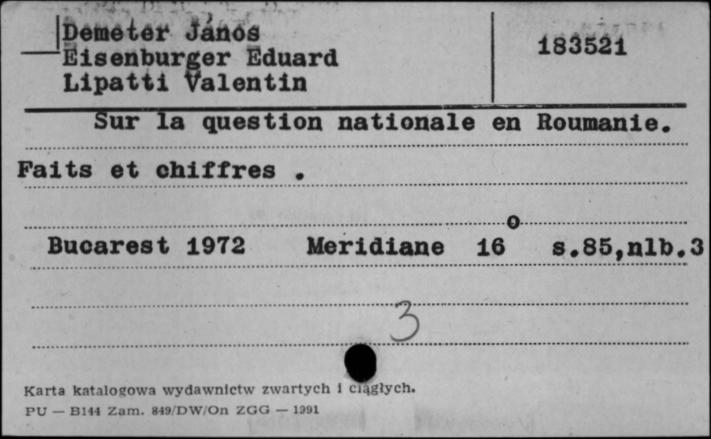 Demeter János
Eisenburger Eduard 183521
Lipatti Valentin
Sur la question nationale en Roumanie.
Faits et chiffres .
Bucarest 1972 Meridiane 16o s.85,nlb.3
3
Karta katalogowa wydawnictw zwartych i ciągłych.
PU — B144 Zam. 849/DW/On ZGG — 1991